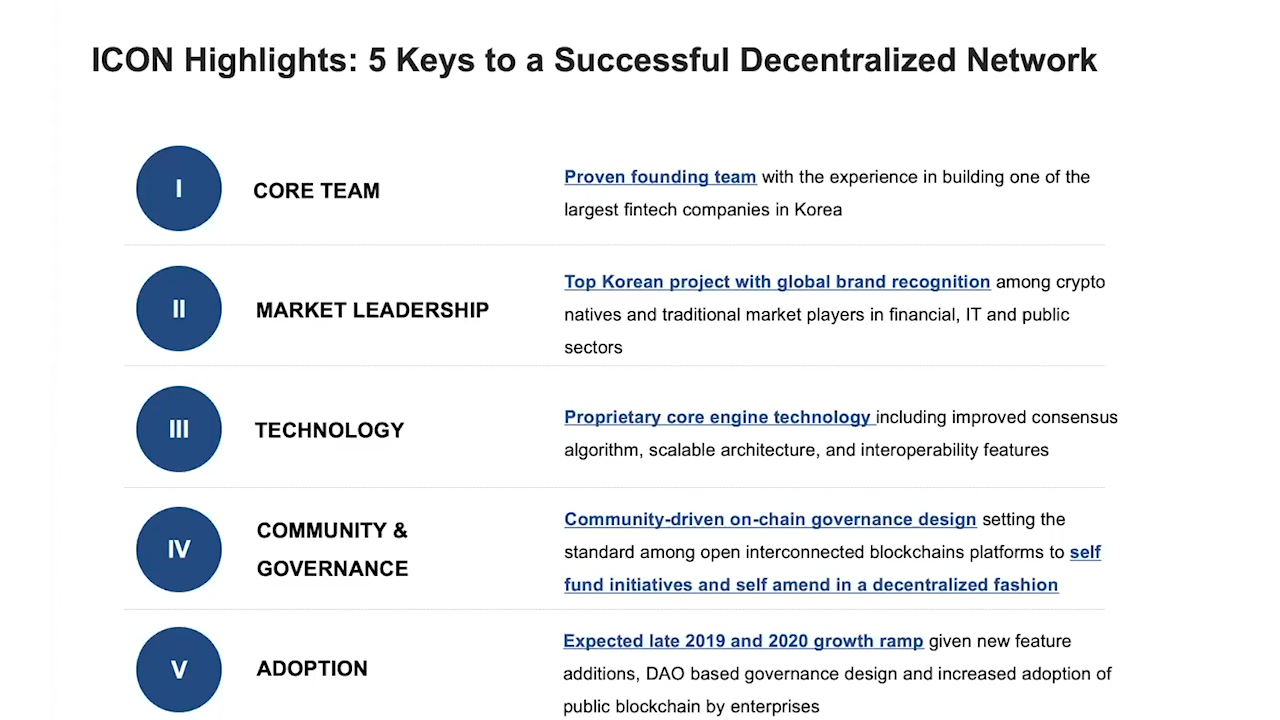 ICON Highlights: 5 Keys to a Successful Decentralized Network
I
CORE TEAM
Proven founding team with the experience in building one of the
largest fintech companies in Korea
II
MARKET LEADERSHIP
Top Korean project with global brand recognition among crypto
natives and traditional market players in financial, IT and public
sectors
III
TECHNOLOGY
Proprietary core engine technology including improved consensus
algorithm, scalable architecture, and interoperability features
IV
COMMUNITY &
GOVERNANCE
Community-driven on-chain governance design setting the
standard among open interconnected blockchains platforms to self
fund initiatives and self amend in a decentralized fashion
V
ADOPTION
Expected late 2019 and 2020 growth ramp given new feature
additions, DAO based governance design and increased adoption of
public blockchain by enterprises